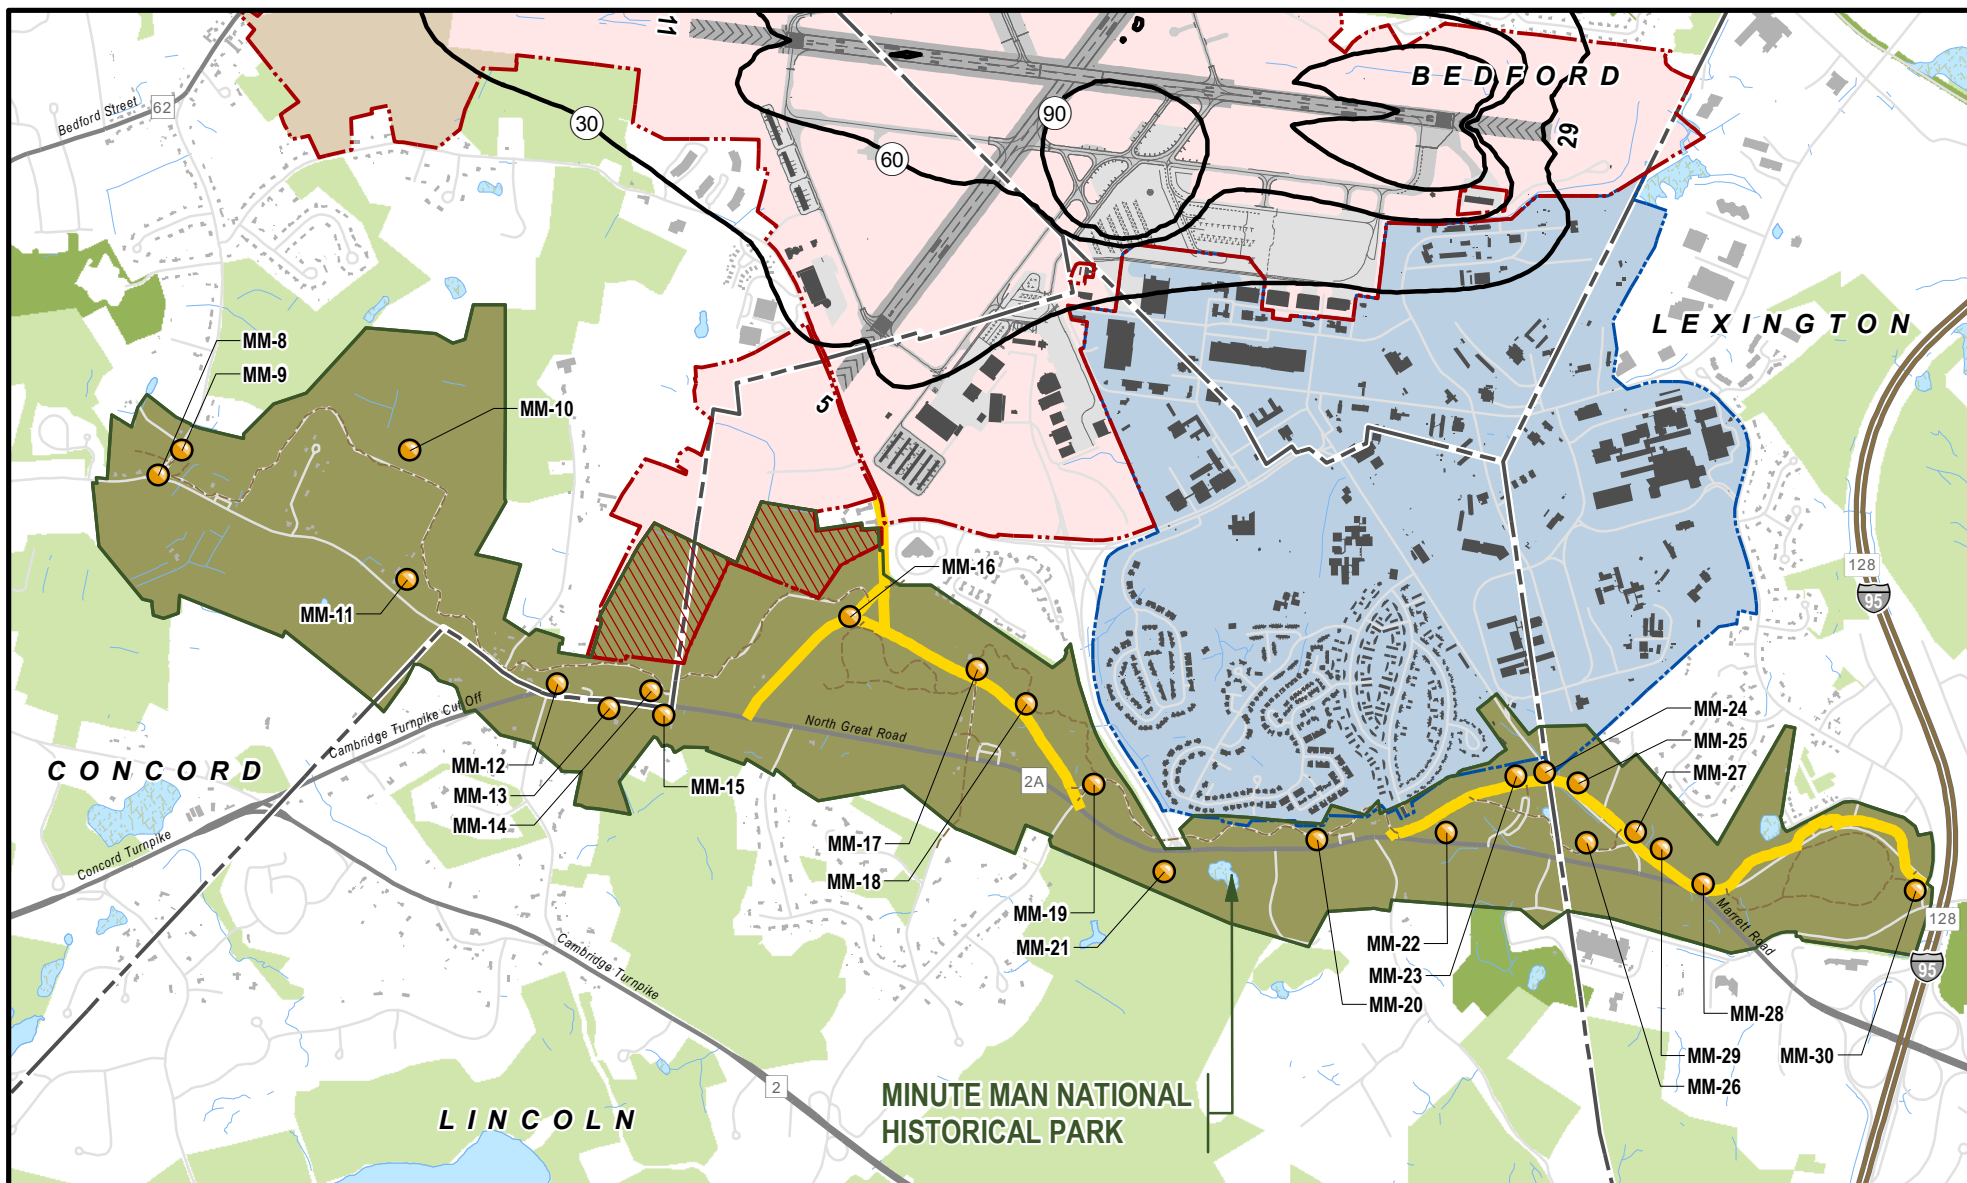 11
BEDFORD
Bedford Street
62
30
90
60
29
LEXINGTON
MM-8
MM-9
MM-10
5
MM-16
128
95
MM-11
Cambridge Turnpike Cut Off
North Great Road
MM-24
MM-25
MM-27
CONCORD
MM-12
MM-13
MM-14
MM-15
2A
Concord Turnpike
MM-17
MM-18
MM-19
MM-21
MM-22
MM-23
MM-20
Marrett Road
128
95
Cambridge Turnpike
MM-28
MM-29
MM-30
MM-26
2
MINUTE MAN NATIONAL
HISTORICAL PARK
LINCOLN